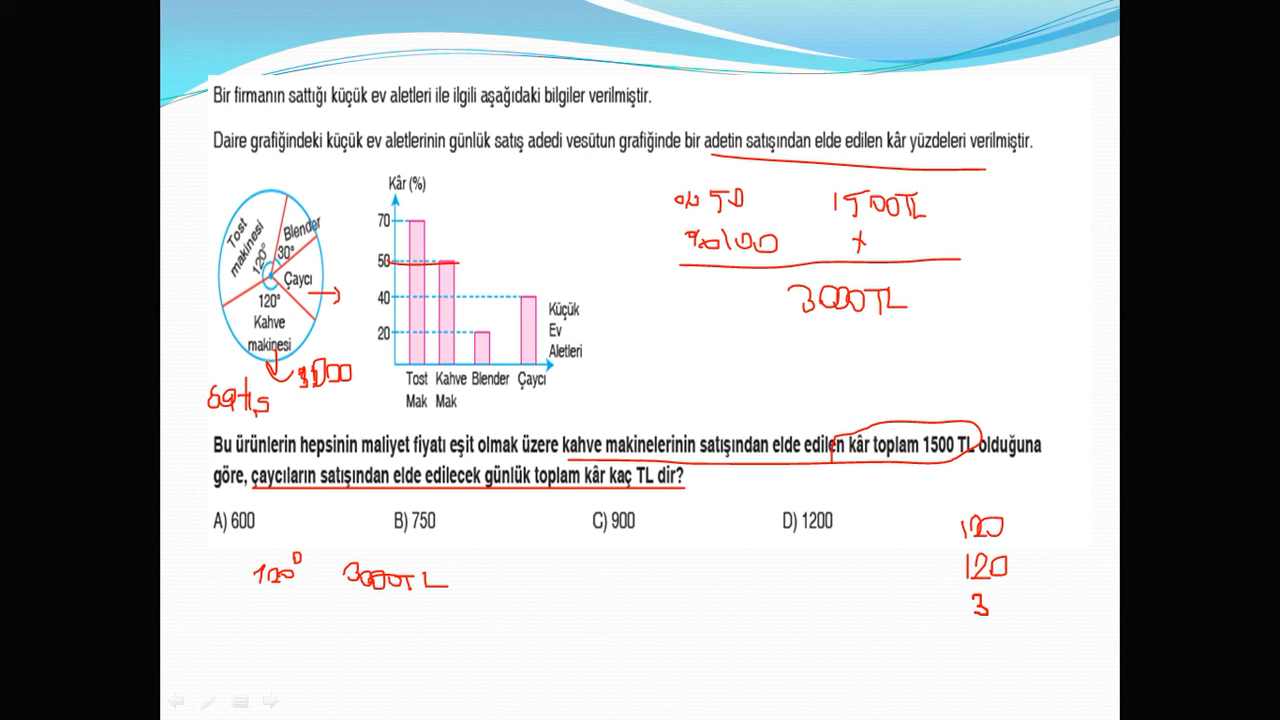 Bir firmanın sattığı küçük ev aletleri ile ilgili aşağıdaki bilgiler verilmiştir.
Daire grafiğindeki küçük ev aletlerinin günlük satış adedi vesütun grafiğinde bir adetin satışından elde edilen kâr yüzdeleri verilmiştir.
Tost
makinesi
120°
Blender
30°
Çaycı
120°
Kahve
makinesi
satış
Kâr (%)
70
50
40
20
Tost
Mak
Kahve
Mak
Blender
Çaycı
Küçük
Ev
Aletleri
%50 1500TL
%100 x
3000TL
Bu ürünlerin hepsinin maliyet fiyatı eşit olmak üzere kahve makinelerinin satışından elde edilen kâr toplam 1500 TL olduğuna
göre, çaycıların satışından elde edilecek günlük toplam kâr kaç TL dir?
A) 600 B) 750 C) 900 D) 1200
120° 3000TL
120
120
3